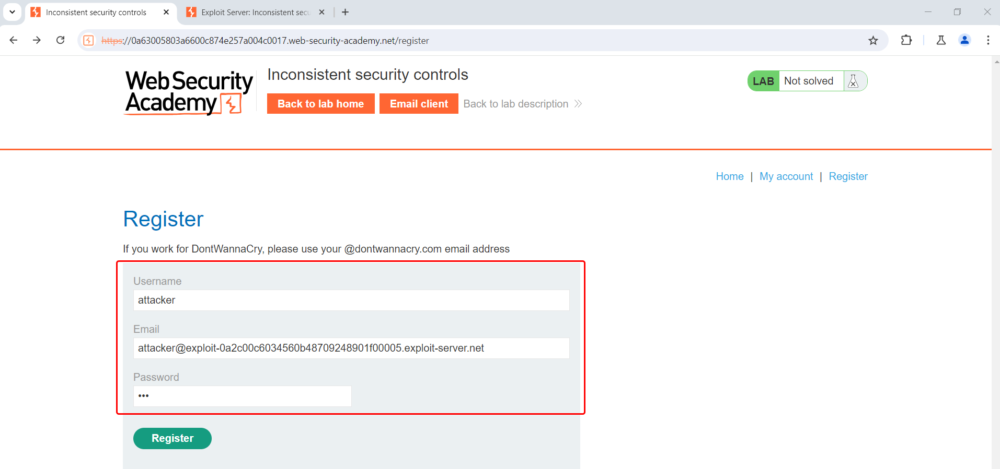 Inconsistent security controls
Exploit Server: Inconsistent secu
https://0a63005803a6600c874e257a004c0017.web-security-academy.net/register
Web Security
Academy
Inconsistent security controls
Back to lab home
Email client
Back to lab description
LAB
Not solved
Home | My account | Register
Register
If you work for DontWannaCry, please use your @dontwannacry.com email address
Username
attacker
Email
attacker@exploit-0a2c00c6034560b48709248901f00005.exploit-server.net
Password
•••
Register